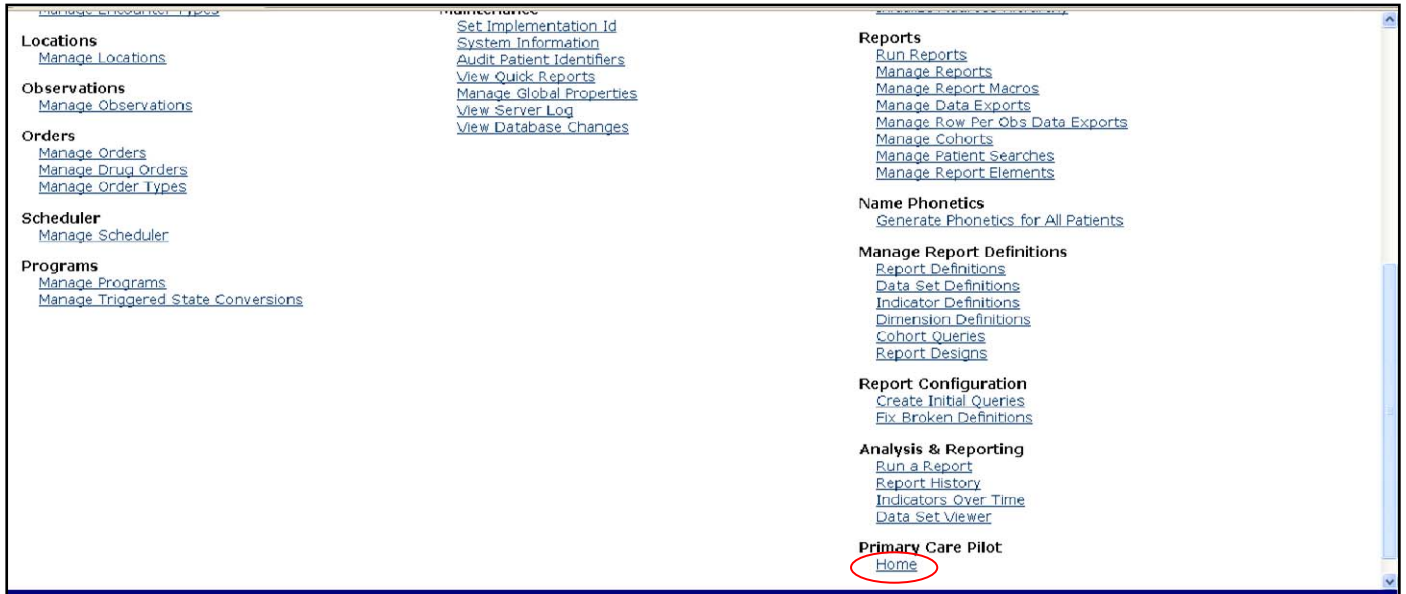 Manage Encounter Types
Locations
Manage Locations
Observations
Manage Observations
Orders
Manage Orders
Manage Drug Orders
Manage Order Types
Scheduler
Manage Scheduler
Programs
Manage Programs
Manage Triggered State Conversions
Maintenance
Set Implementation Id
System Information
Audit Patient Identifiers
View Quick Reports
Manage Global Properties
View Server Log
View Database Changes
Reports
Run Reports
Manage Reports
Manage Report Macros
Manage Data Exports
Manage Row Per Obs Data Exports
Manage Cohorts
Manage Patient Searches
Manage Report Elements
Name Phonetics
Generate Phonetics for All Patients
Manage Report Definitions
Report Definitions
Data Set Definitions
Indicator Definitions
Dimension Definitions
Cohort Queries
Report Designs
Report Configuration
Create Initial Queries
Fix Broken Definitions
Analysis & Reporting
Run a Report
Report History
Indicators Over Time
Data Set Viewer
Primary Care Pilot
Home